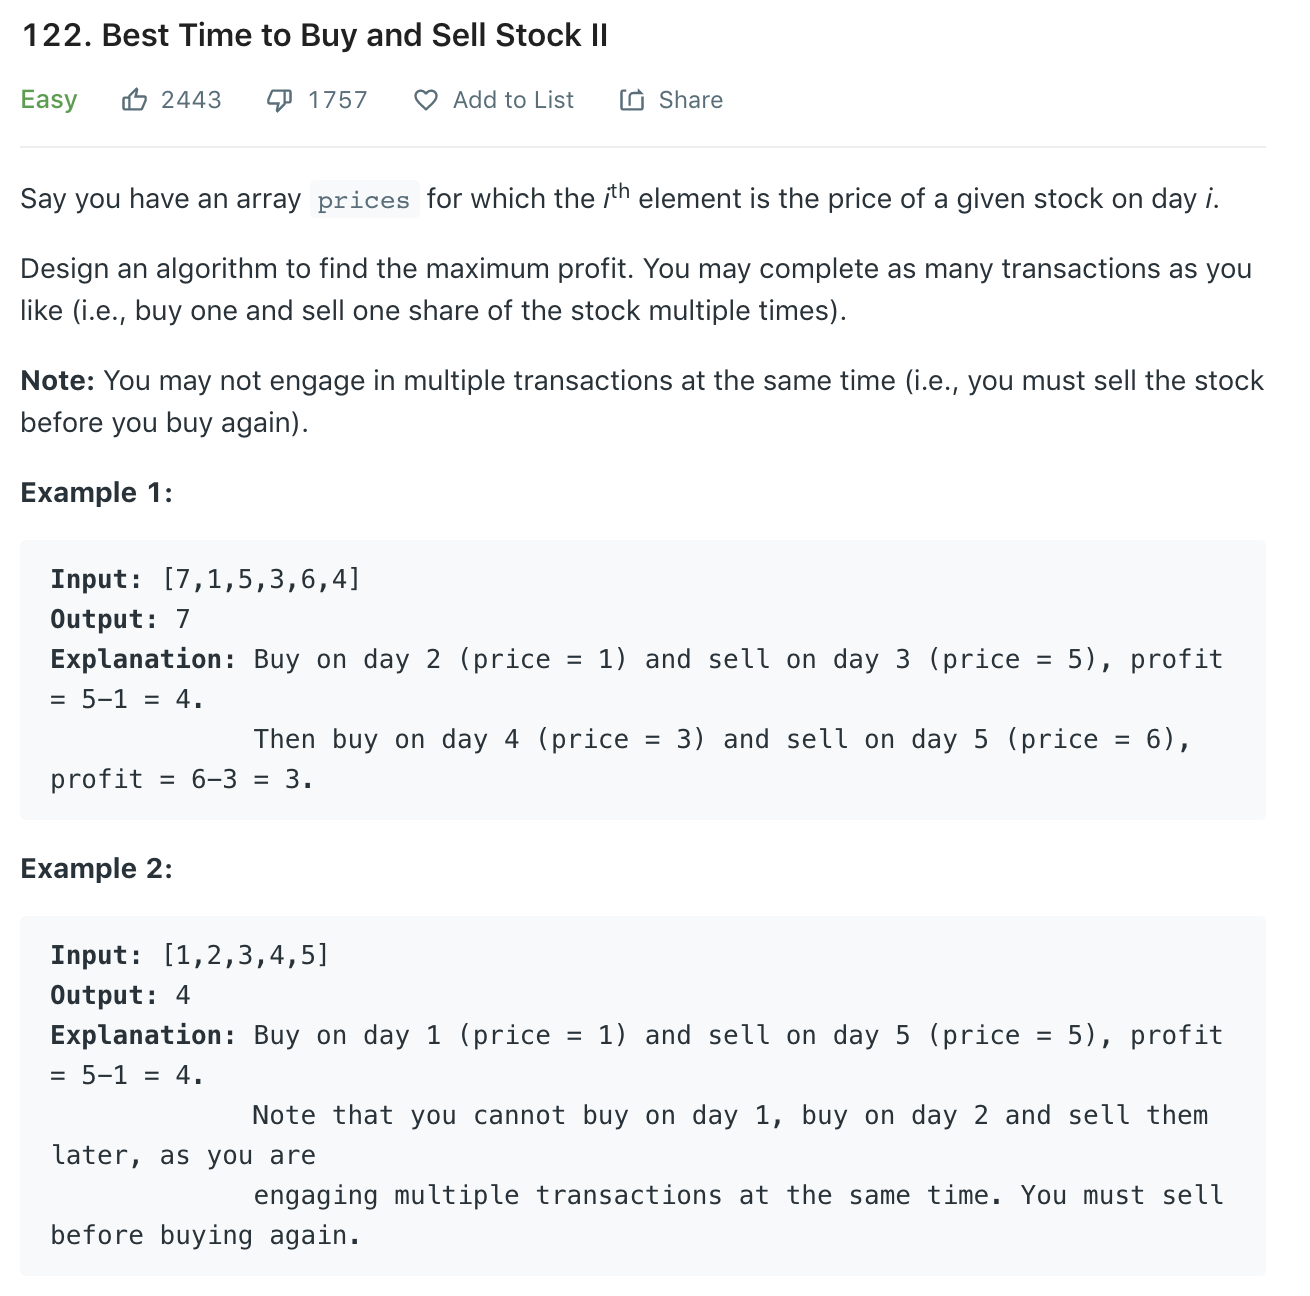 122. Best Time to Buy and Sell Stock II
Easy 2443 1757 Add to List Share
Say you have an array prices for which the ith element is the price of a given stock on day i.
Design an algorithm to find the maximum profit. You may complete as many transactions as you
like (i.e., buy one and sell one share of the stock multiple times).
Note: You may not engage in multiple transactions at the same time (i.e., you must sell the stock
before you buy again).
Example 1:
Input: [7,1,5,3,6,4]
Output: 7
Explanation: Buy on day 2 (price = 1) and sell on day 3 (price = 5), profit
= 5-1 = 4.
Then buy on day 4 (price = 3) and sell on day 5 (price = 6),
profit = 6-3 = 3.
Example 2:
Input: [1,2,3,4,5]
Output: 4
Explanation: Buy on day 1 (price = 1) and sell on day 5 (price = 5), profit
= 5-1 = 4.
Note that you cannot buy on day 1, buy on day 2 and sell them
later, as you are
engaging multiple transactions at the same time. You must sell
before buying again.